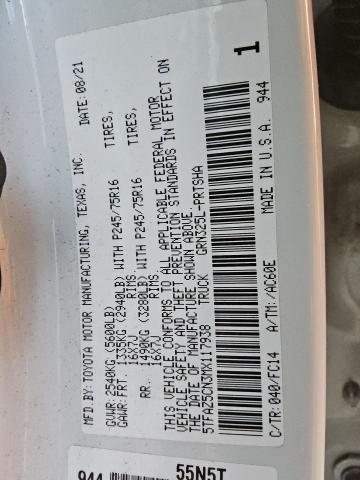 MFD.BY:TOYOTA MOTOR MANUFACTURING, TEXAS, INC. DATE: 08/21
GVWR: 2540KG (5600LB)
GAWR: FRT 1335KG (2940LB) WITH P245/75R16 TIRES,
16X7J RIMS.
RR. 1490KG (3280LB) WITH P245/75R16 TIRES,
16X7J RIMS.
THIS VEHICLE CONFORMS TO ALL APPLICABLE FEDERAL MOTOR
VEHICLE SAFETY AND THEFT PREVENTION STANDARDS IN EFFECT ON
THE DATE OF MANUFACTURE SHOWN ABOVE.
5TFAZ5CN3MX117938 TRUCK GRN325L-PRTSHA 1
C/TR: 040/FC14 A/TM:/AC60E MADE IN U.S.A. 944
944 55N5T